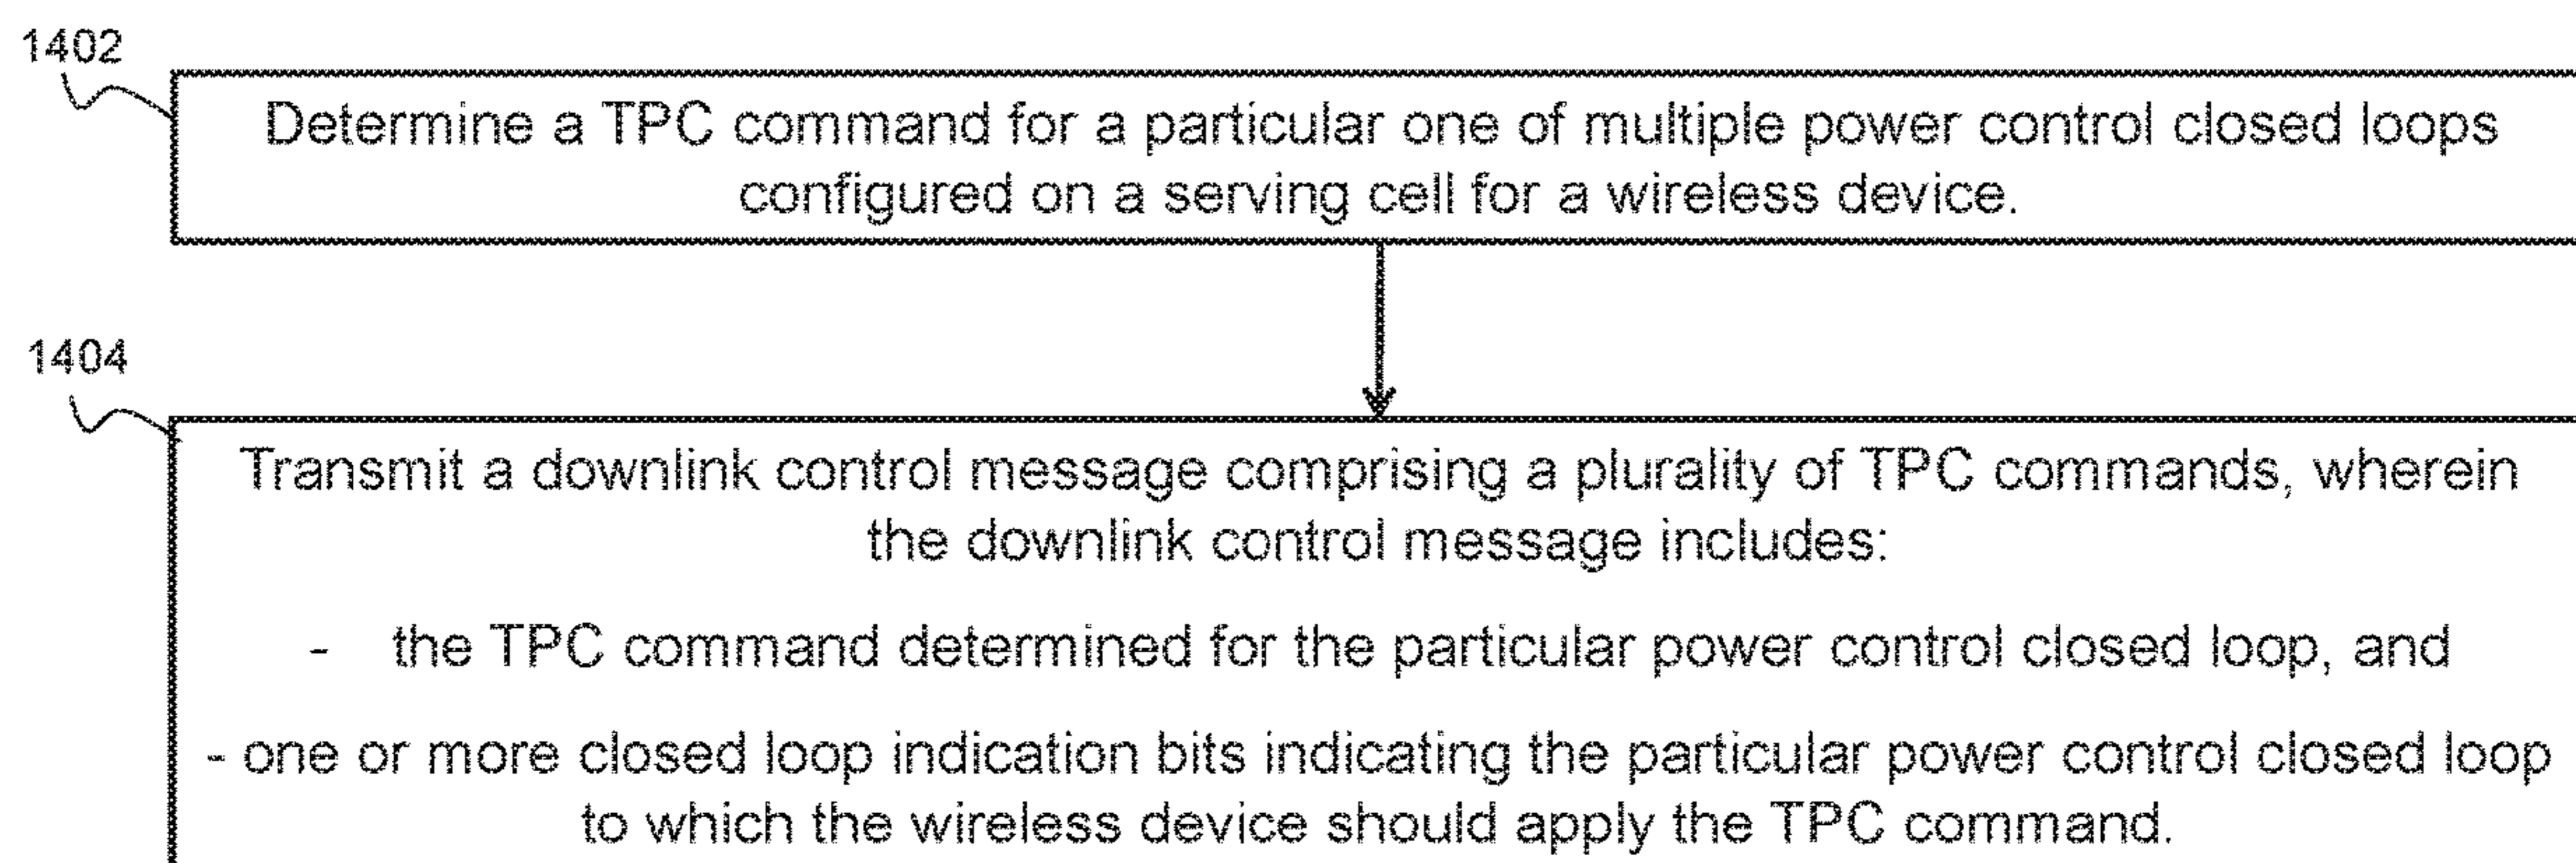 1402
Determine a TPC command for a particular one of multiple power control closed loops
configured on a serving cell for a wireless device.
1404
Transmit a downlink control message comprising a plurality of TPC commands, wherein
the downlink control message includes:
- the TPC command determined for the particular power control closed loop, and
- one or more closed loop indication bits indicating the particular power control closed loop
to which the wireless device should apply the TPC command.